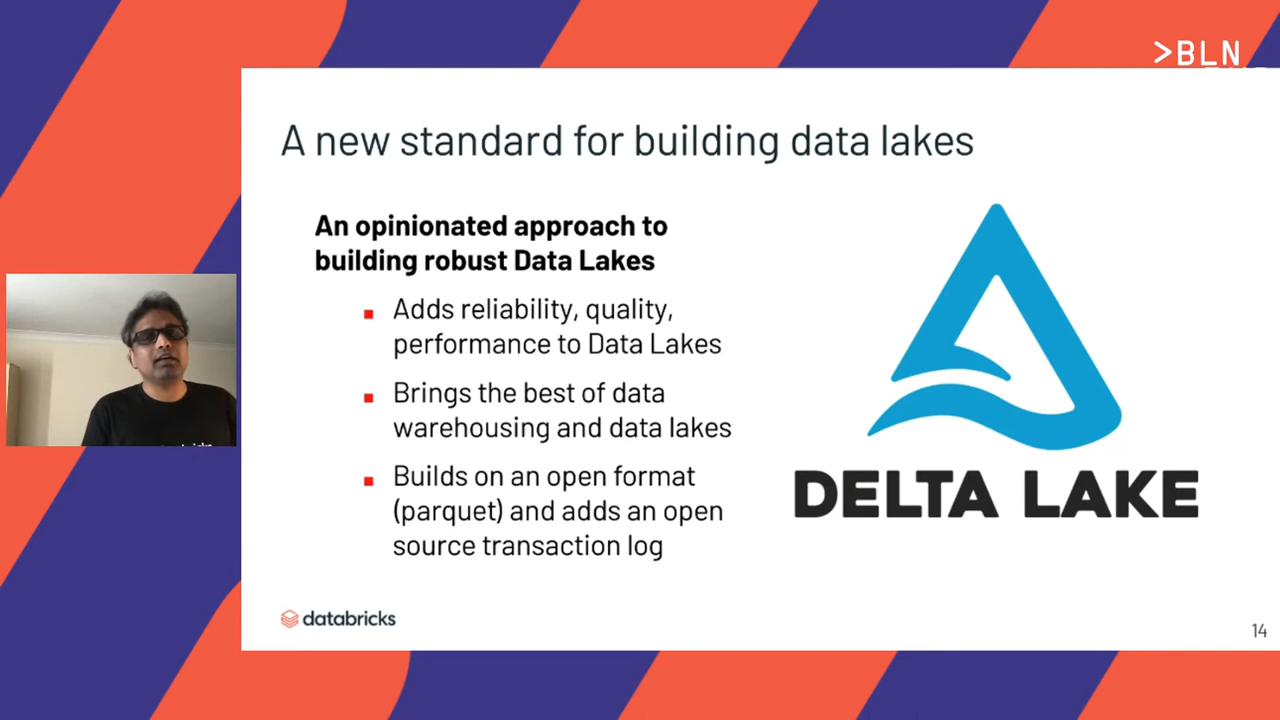 >BLN
A new standard for building data lakes
An opinionated approach to
building robust Data Lakes
Adds reliability, quality,
performance to Data Lakes
Brings the best of data
warehousing and data lakes
Builds on an open format
(parquet) and adds an open
source transaction log
DELTA LAKE
databricks
14